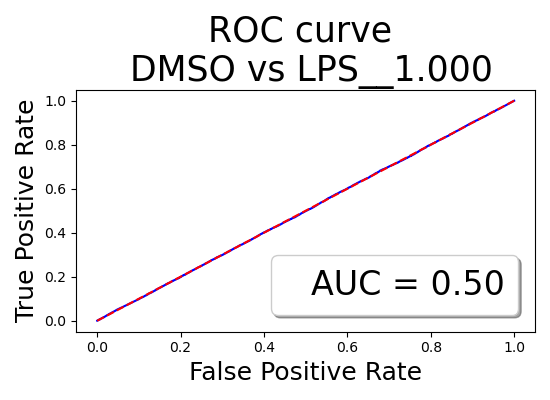 ROC curve
DMSO vs LPS__1.000
True Positive Rate
1.0
0.8
0.6
0.4
0.2
0.0
AUC = 0.50
0.0 0.2 0.4 0.6 0.8 1.0
False Positive Rate